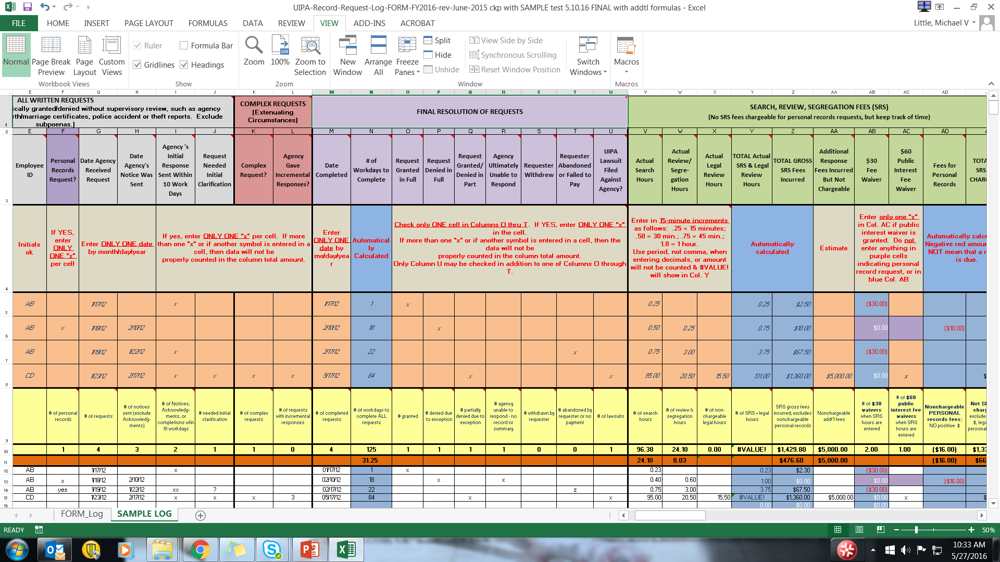 UIPA-Record-Request-Log-FORM-FY2016-rev-June-2015 ckp with SAMPLE test 5.10.16 FINAL with addtl formulas - Excel
FILE HOME INSERT PAGE LAYOUT FORMULAS DATA REVIEW VIEW ADD-INS ACROBAT Little, Michael V
Normal
Page Break Preview
Page Layout
Custom Views
Workbook Views
Ruler
Formula Bar
Gridlines
Headings
Show
Zoom
100%
Zoom to Selection
Zoom
New Window
Arrange All
Freeze Panes
Split
Hide
Unhide
View Side by Side
Synchronous Scrolling
Reset Window Position
Window
Switch Windows
Macros
Macros
E F G H I J K L M N O P Q R S T U V W X Y Z AA AB AC AD
1
ALL WRITTEN REQUESTS
ically granted/denied without supervisory review, such as agency
rth/marriage certificates, police accident or theft reports. Exclude
subpoenas.)
COMPLEX REQUESTS
(Extenuating
Circumstances)
FINAL RESOLUTION OF REQUESTS
SEARCH, REVIEW, SEGREGATION FEES (SRS)
(No SRS fees chargeable for personal records requests, but keep track of time)
2 E F G H I J K L M N O P Q R S T U V W X Y Z AA AB AC AD
3
Employee ID
Personal Records Request?
Date Agency Received Request
Date Agency's Notice Was Sent
Agency 's Initial Response Sent Within 10 Work Days
Request Needed Initial Clarification
Complex Request?
Agency Gave Incremental Responses?
Date Completed
# of Workdays to Complete
Request Granted in Full
Request Denied in Full
Request Granted/ Denied in Part
Agency Ultimately Unable to Respond
Requester Withdrew
Requester Abandoned or Failed to Pay
UIPA Lawsuit Filed Against Agency?
Actual Search Hours
Actual Review/ Segre- gation Hours
Actual Legal Review Hours
TOTAL Actual SRS & Legal Review Hours
TOTAL GROSS SRS Fees Incurred
Additional Response Fees Incurred But Not Chargeable
$30 Fee Waiver
$60 Public Interest Fee Waiver
Fees for Personal Records
TOTA
SRS
CHAR
4
Initials ok
If YES, enter ONLY ONE "x" per cell
Enter ONLY ONE date by month/day/year
If yes, enter ONLY ONE "x" per cell. If more than one "x" or if another symbol is entered in a cell, then data will not be
properly counted in the column total amount.
Enter ONLY ONE date by mo/day/yea r
Automatical ly Calculated
Check only ONE cell in Columns O thru T. If YES, enter ONLY ONE "x" in the cell.
If more than one "x" or if another symbol is entered in a cell, then the data will not be
properly counted in the column total amount.
Only Column U may be checked in addition to one of Columns O through T.
Enter in 15-minute increments as follows: .25 = 15 minutes; .50 = 30 min.; .75 = 45 min.; 1.0 = 1 hour.
Use period, not comma, when entering decimals, or amount will not be counted & #VALUE! will show in Col. Y
Automatically calculated
Estimate
Enter only one "x" in Col. AC if public interest waiver is granted. Do not enter anything in purple cells indicating personal record request, or in blue Col. AB
Automatically calcu
Negative red amour
NOT mean that a r
is due.
5 AB 1/17/12 x 1/17/12 1 x 0.25 0.25 $2.50 ($30.00)
6 AB x 1/18/12 2/10/12 2/10/12 18 x 0.50 0.25 0.75 $10.00 $0.00 ($10.00)
7 AB 1/19/12 1/22/12 x 2/17/12 22 x 0.75 3.00 3.75 $67.50 ($30.00)
8 CD 1/23/12 2/17/12 x x x x 5/17/12 84 x x 95.00 20.50 15.50 131.00 $1,360.00 $5,000.00 $0.00 x $
9
# of personal records
# of requests
# of notices sent (exclude Acknowledg- ments)
# of Notices, Acknowledg- ments, or completions w/in 10 workdays
# needed initial clarification
# of complex requests
# of requests with incremental responses
# of completed requests
# of workdays to complete ALL requests
# granted
# denied due to exception
# partially denied due to exception
# agency unable to respond - no record or summary
# withdrawn by requester
# abandoned by requester or no payment
# of lawsuits
# of search hours
# of review & segregation hours
# of non- chargeable legal hours
# of SRS + legal hours
SRS gross fees incurred; excludes nonchargeable personal records
Nonchargeable addt'l fees
# of $30 waivers when SRS hours are entered
# of $60 public interest fee waivers when SRS hours are entered
Nonchargeable PERSONAL records fees; NO positive $
Net S
charg
exclude
$, lega
persona
10 1 4 3 2 1 1 0 4 125 1 1 1 1 0 0 1 96.38 24.10 0.00 #VALUE! $1,429.80 $5,000.00 2.00 1.00 ($16.00) $1,33
11 31.25 24.10 8.03 $476.60 $5,000.00 ($16.00) $66
12 AB 1/17/12 x 01/17/12 1 x 0.23 0.23 $2.30 ($30.00)
13 AB x 1/18/12 2/10/12 02/10/12 18 x x 0.40 0.60 1.00 $0.00 $0.00 ($16.00)
14 AB yes 1/19/12 1/22/12 xx ? 02/17/12 22 z 0.75 3.00 3.75 $67.50 ($30.00)
15 CD 1/23/12 2/17/12 x x x 3 05/17/12 84 x x 95.00 20.50 15,50 #VALUE! $1,360.00 $5,000.00 $0.00 x $
16 0.00 $0.00 $0.00
FORM_Log SAMPLE LOG
READY 50%
10:33 AM
5/27/2016